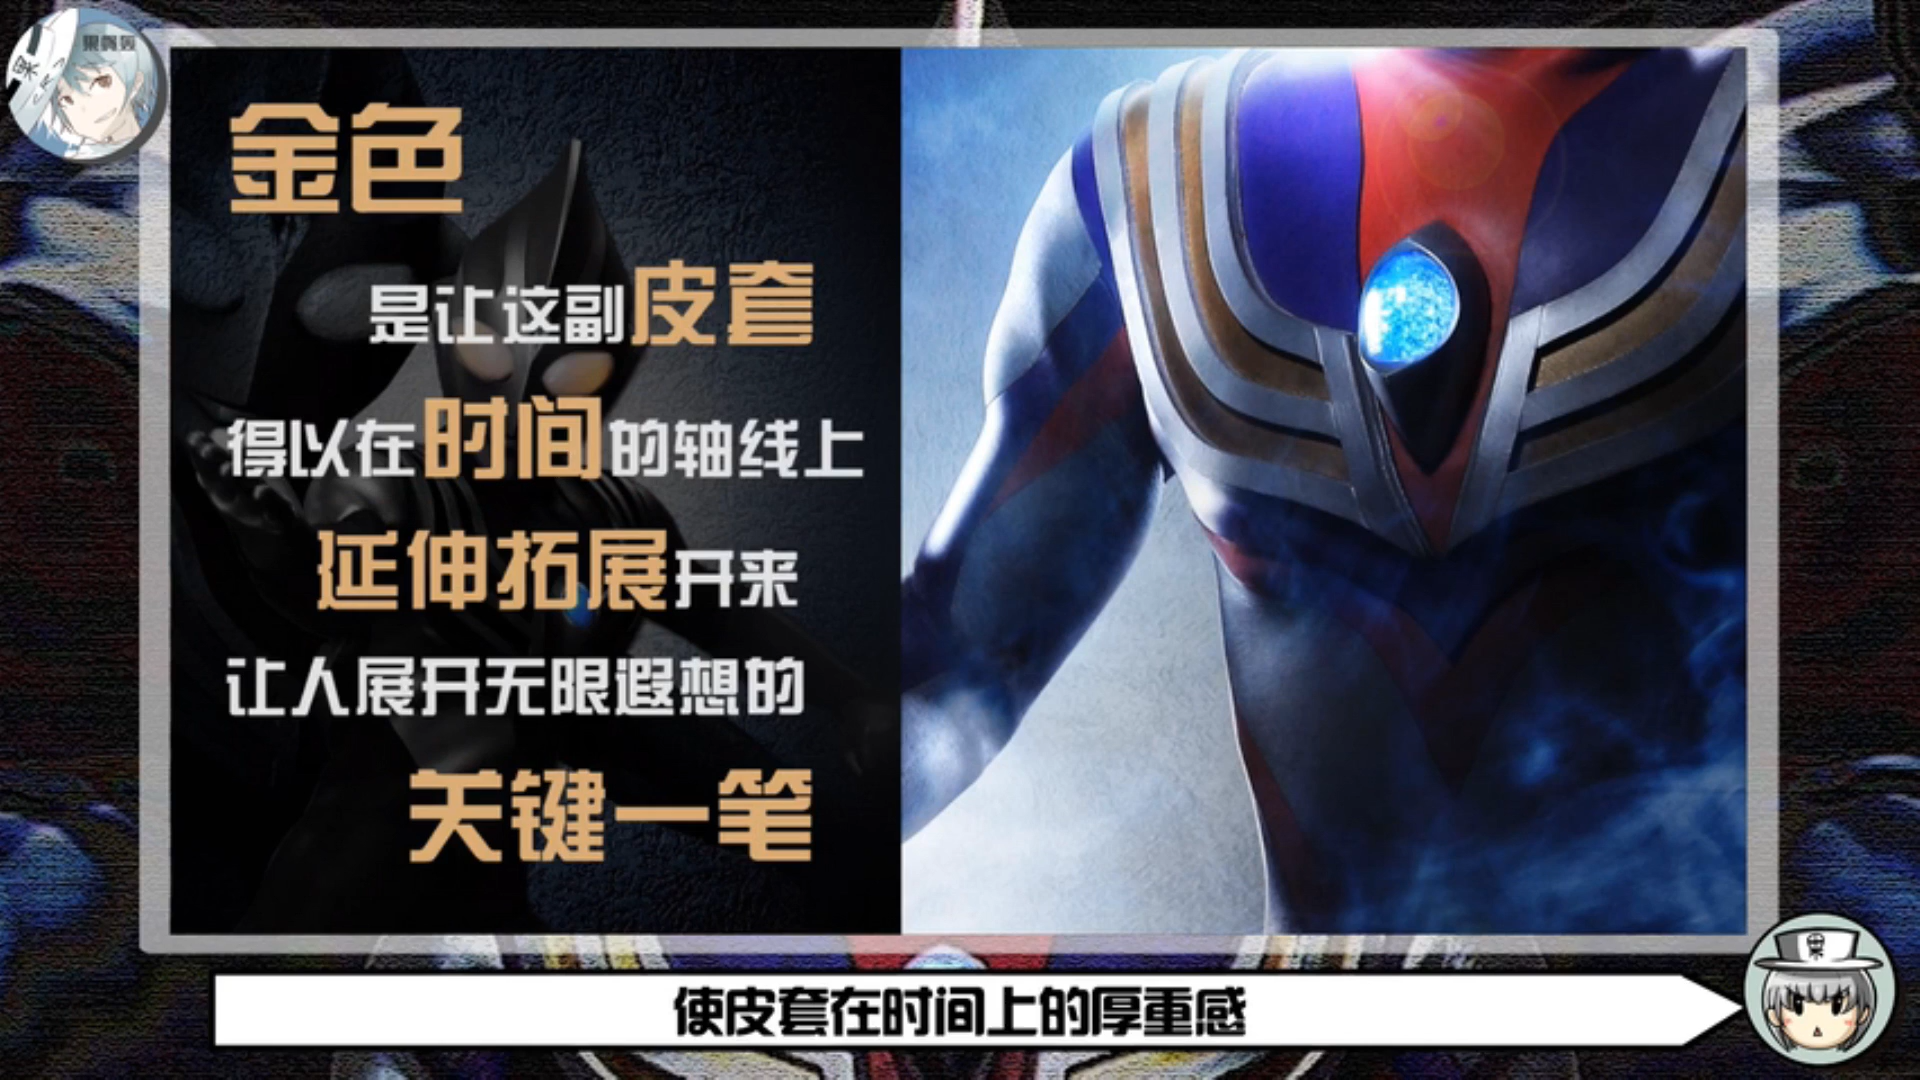 金色
是让这副皮套
得以在时间的轴线上
延伸拓展开来
让人展开无限遐想的
关键一笔
使皮套在时间上的厚重感